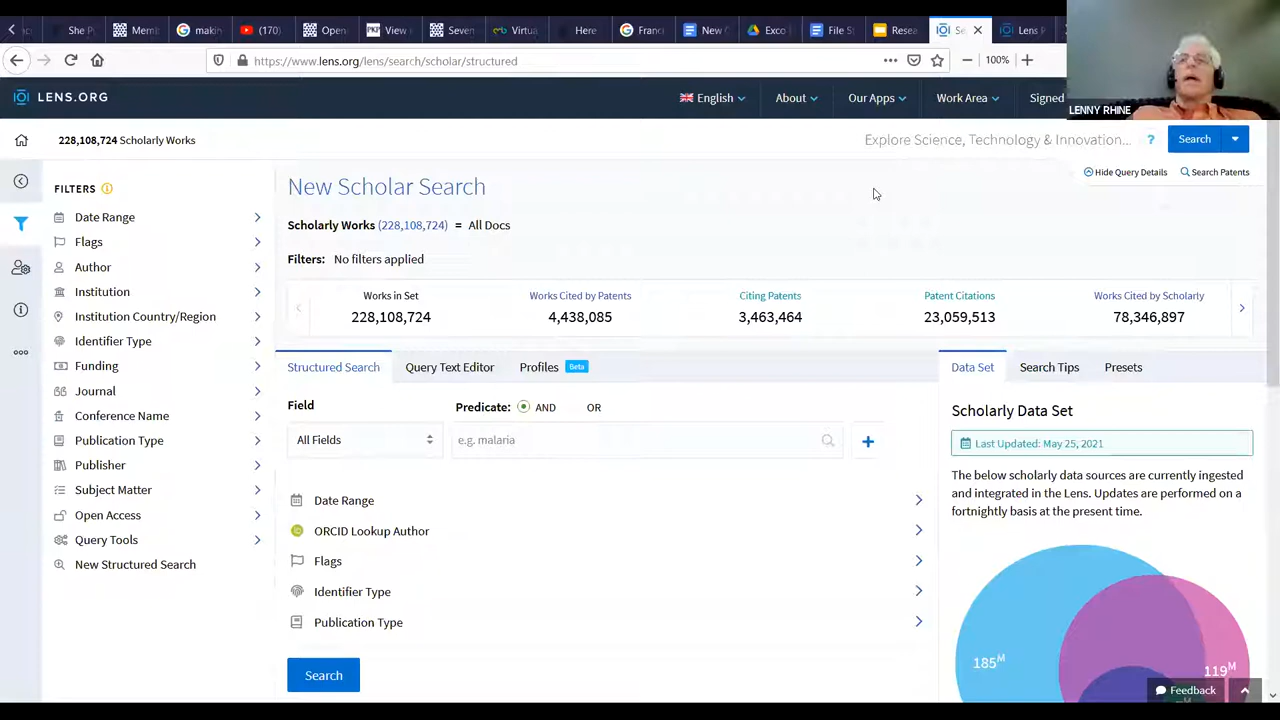 She P
Memb
makin
(170)
Open
View
Seven
Virtua
Here
Franc
New C
Exco
File S
Resea
Se
Lens P
https://www.lens.org/lens/search/scholar/structured
100%
LENNY RHINE
LENS.ORG
English
About
Our Apps
Work Area
Signed
228,108,724 Scholarly Works
Explore Science, Technology & Innovation...
?
Search
Hide Query Details
Search Patents
FILTERS
Date Range
Flags
Author
Institution
Institution Country/Region
Identifier Type
Funding
Journal
Conference Name
Publication Type
Publisher
Subject Matter
Open Access
Query Tools
New Structured Search
New Scholar Search
Scholarly Works (228,108,724) = All Docs
Filters: No filters applied
Works in Set
228,108,724
Works Cited by Patents
4,438,085
Citing Patents
3,463,464
Patent Citations
23,059,513
Works Cited by Scholarly
78,346,897
Structured Search
Query Text Editor
Profiles Beta
Field
Predicate: AND OR
All Fields
e.g. malaria
Date Range
ORCID Lookup Author
Flags
Identifier Type
Publication Type
Search
Data Set
Search Tips
Presets
Scholarly Data Set
Last Updated: May 25, 2021
The below scholarly data sources are currently ingested
and integrated in the Lens. Updates are performed on a
fortnightly basis at the present time.
185M
119M
Feedback